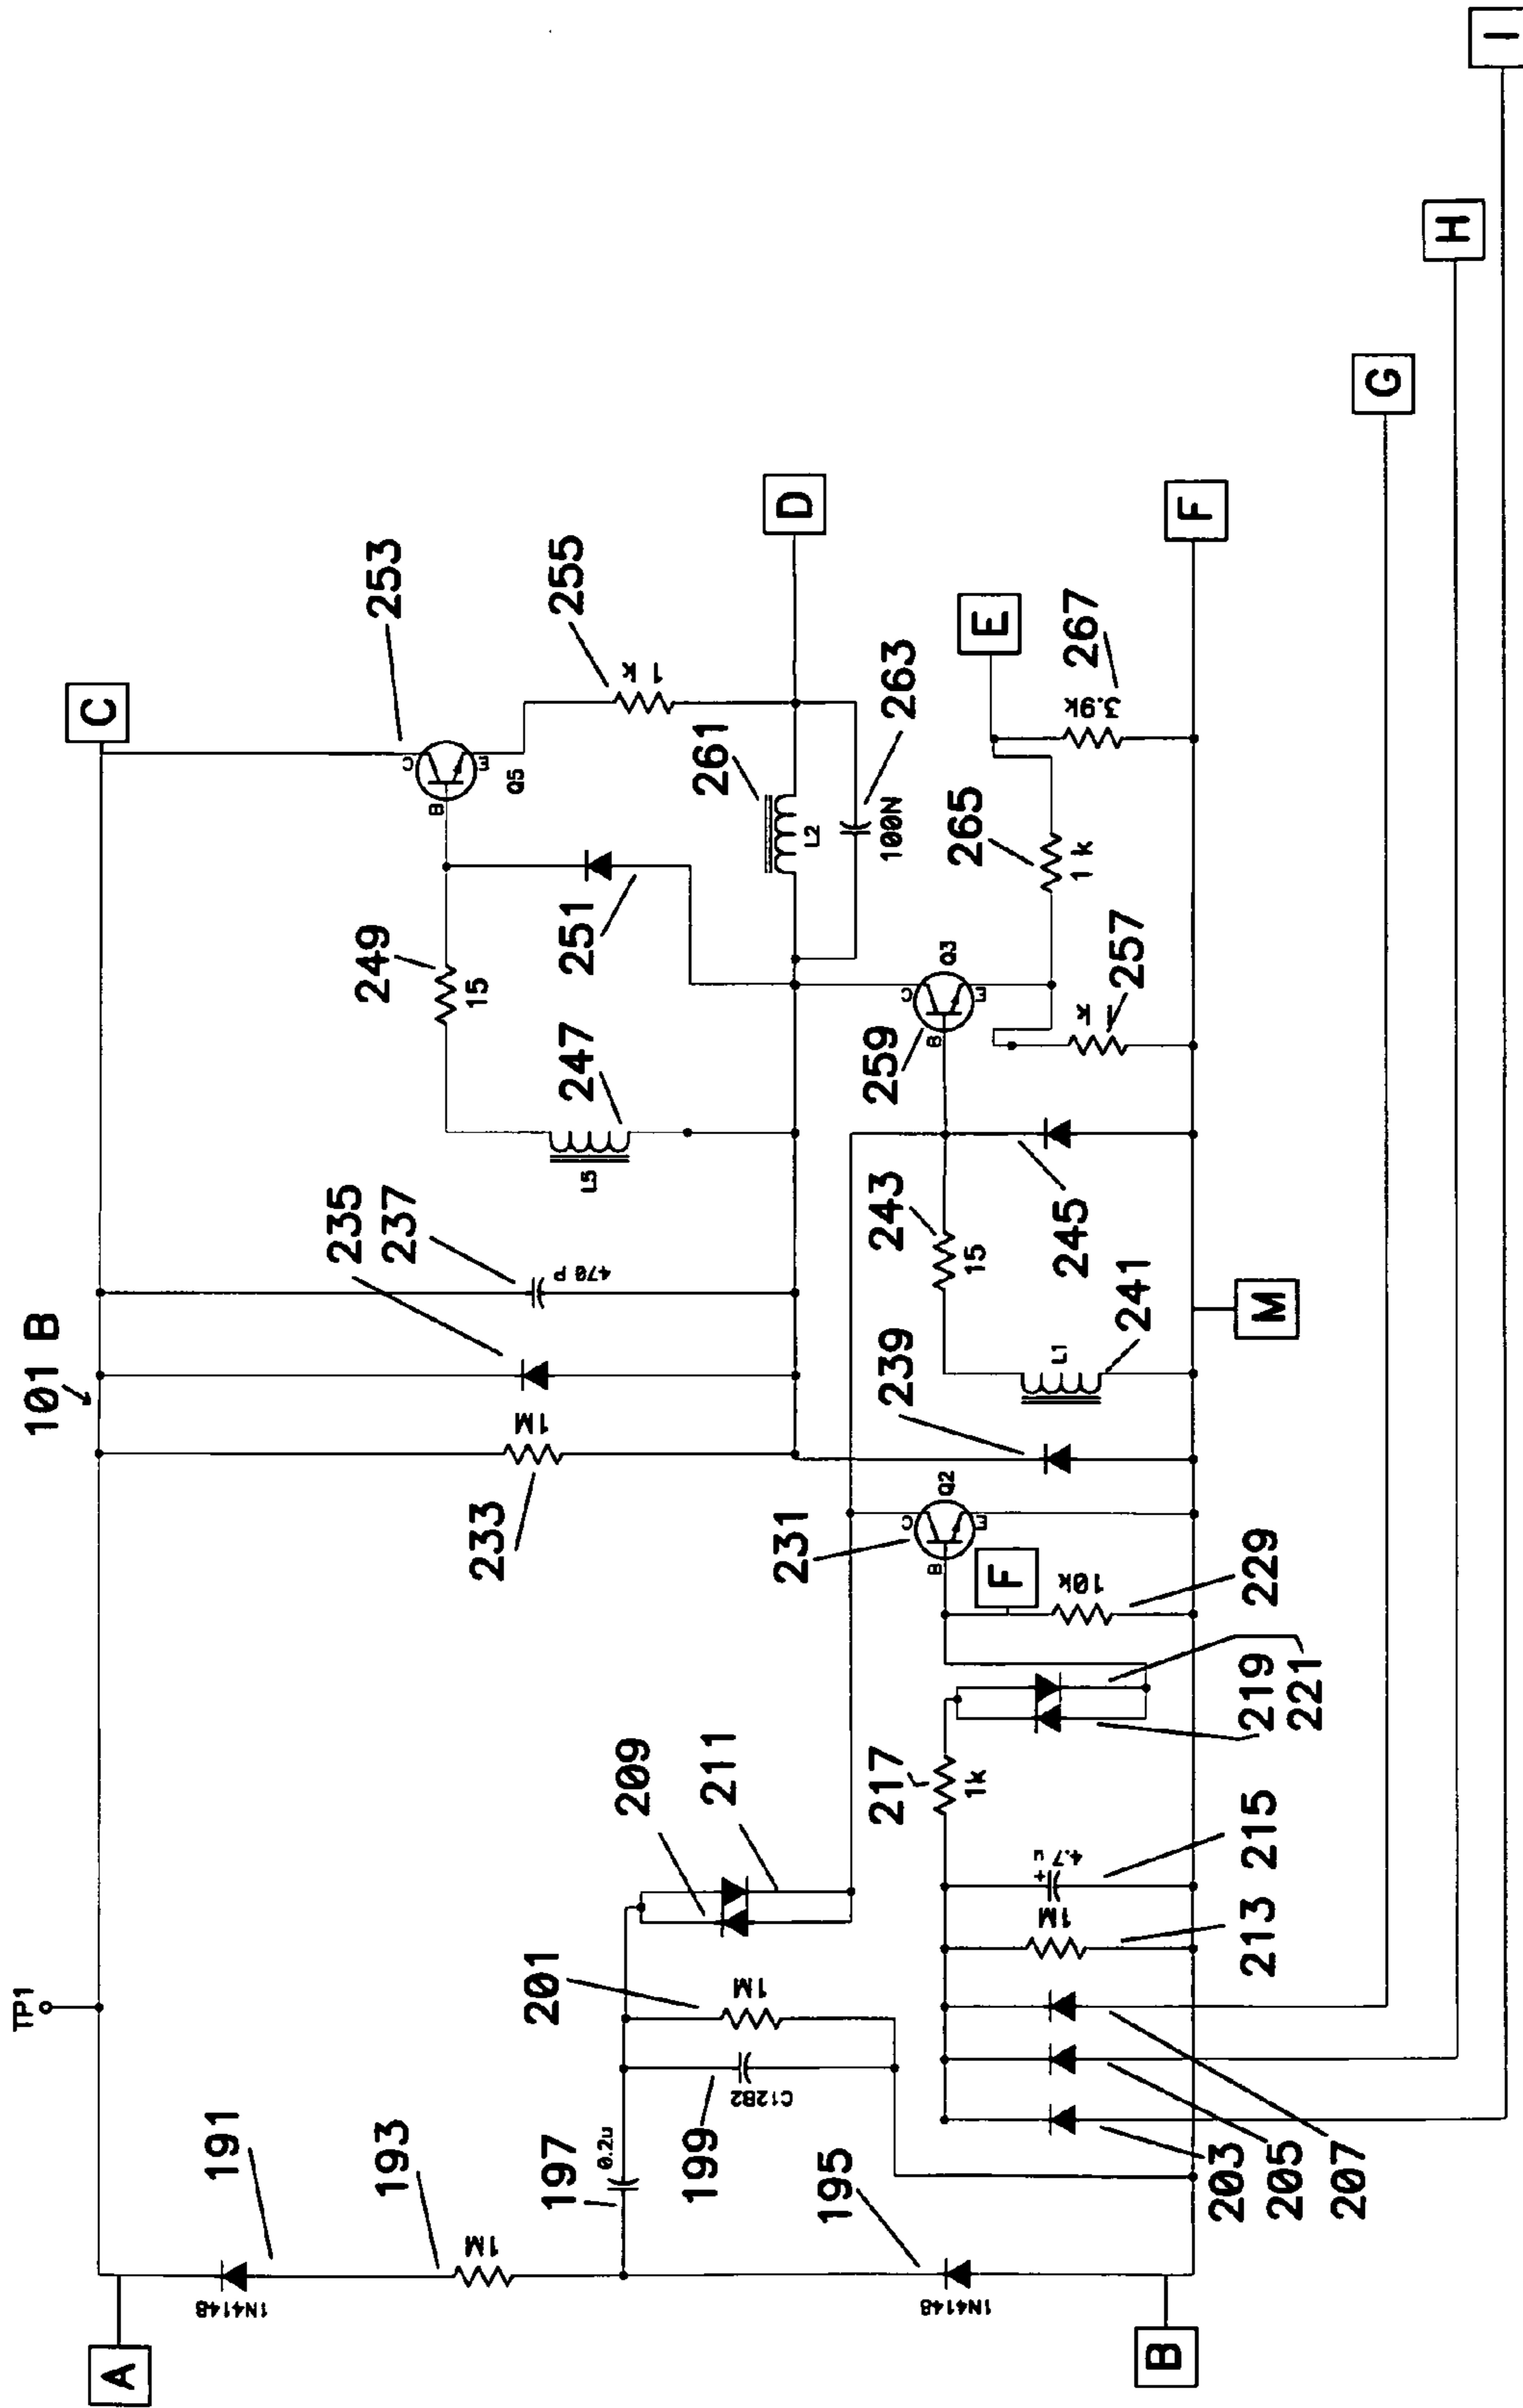 101 B
TP1
A
191
1N4148
193
1M
197
0.2u
199
C12B2
201
1M
195
1N4148
B
209
211
203
205
207
213
1M
215
4.7 u
+
217
1k
219
221
229
10k
F
231
Q2
B
C
E
233
1M
235
237
470 P
239
241
L1
243
15
245
247
L5
249
15
251
253
Q5
B
C
E
255
1 k
C
D
261
L2
263
100N
259
Q3
B
C
E
257
1k
265
1 k
267
3.9k
E
F
M
G
H
I